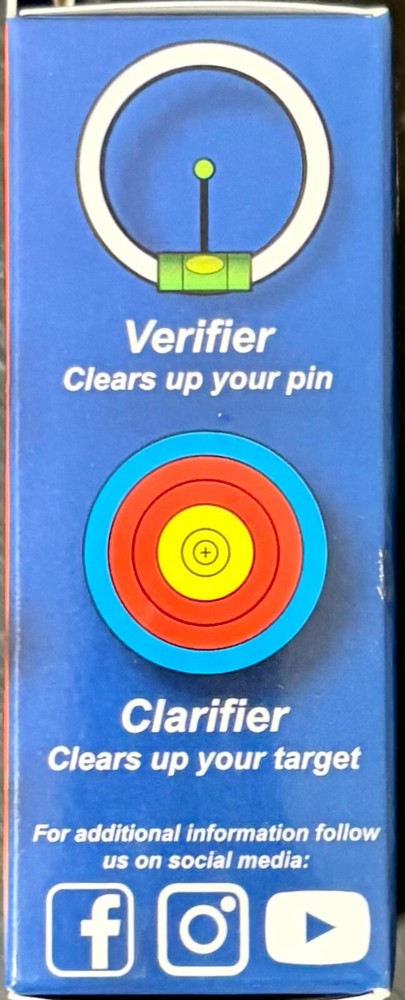 Verifier
Clears up your pin
Clarifier
Clears up your target
For additional information follow
us on social media: